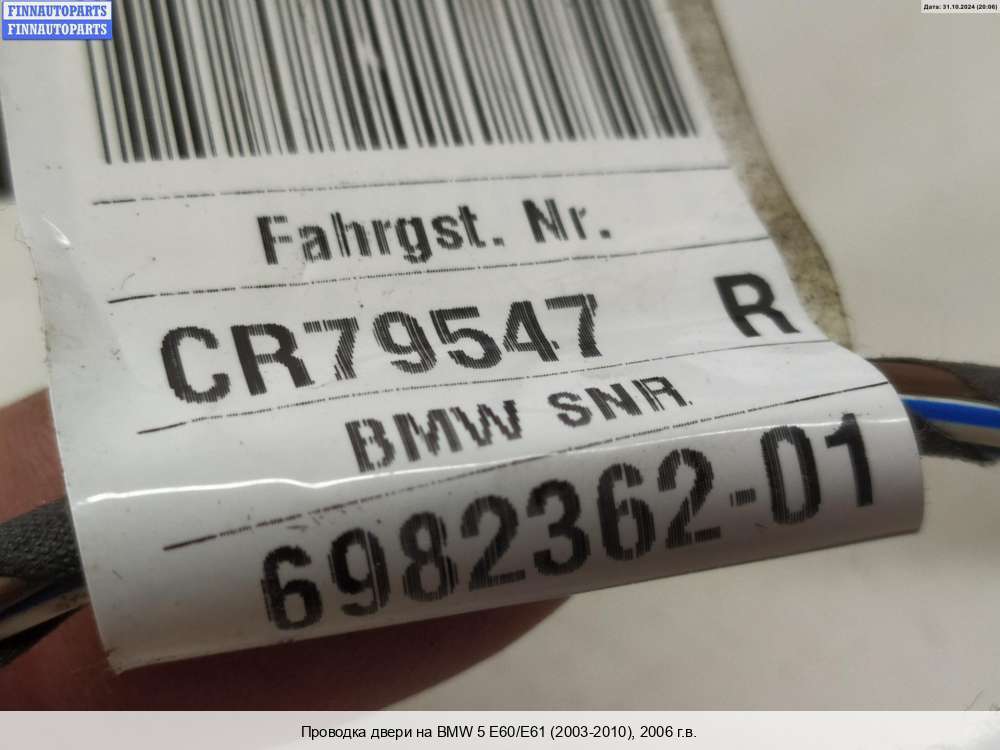 FINNAUTOPARTS
FINNAUTOPARTS
Дата: 31.10.2024 (20:06)
Fahrgst. Nr.
CR79547 R
BMW SNR.
6982362-01
Проводка двери на BMW 5 E60/E61 (2003-2010), 2006 г.в.